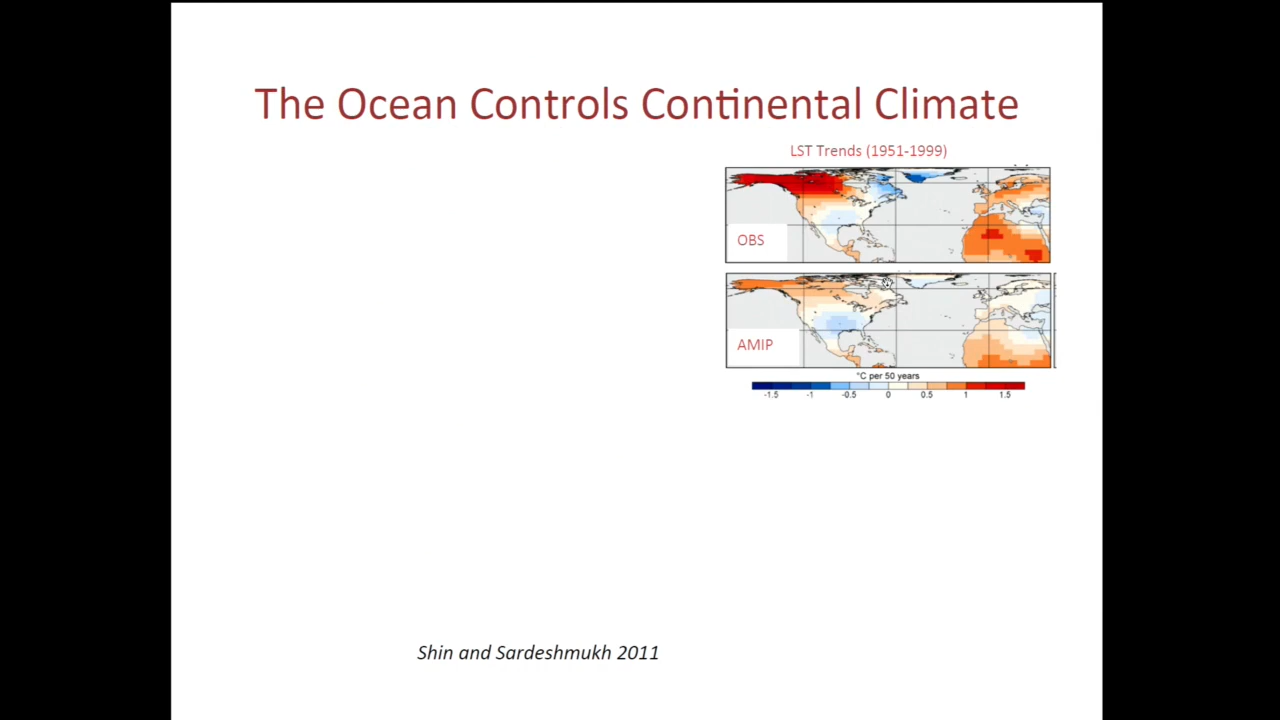 The Ocean Controls Continental Climate
LST Trends (1951-1999)
OBS
AMIP
°C per 50 years
-1.5 -1 -0.5 0 0.5 1 1.5
Shin and Sardeshmukh 2011